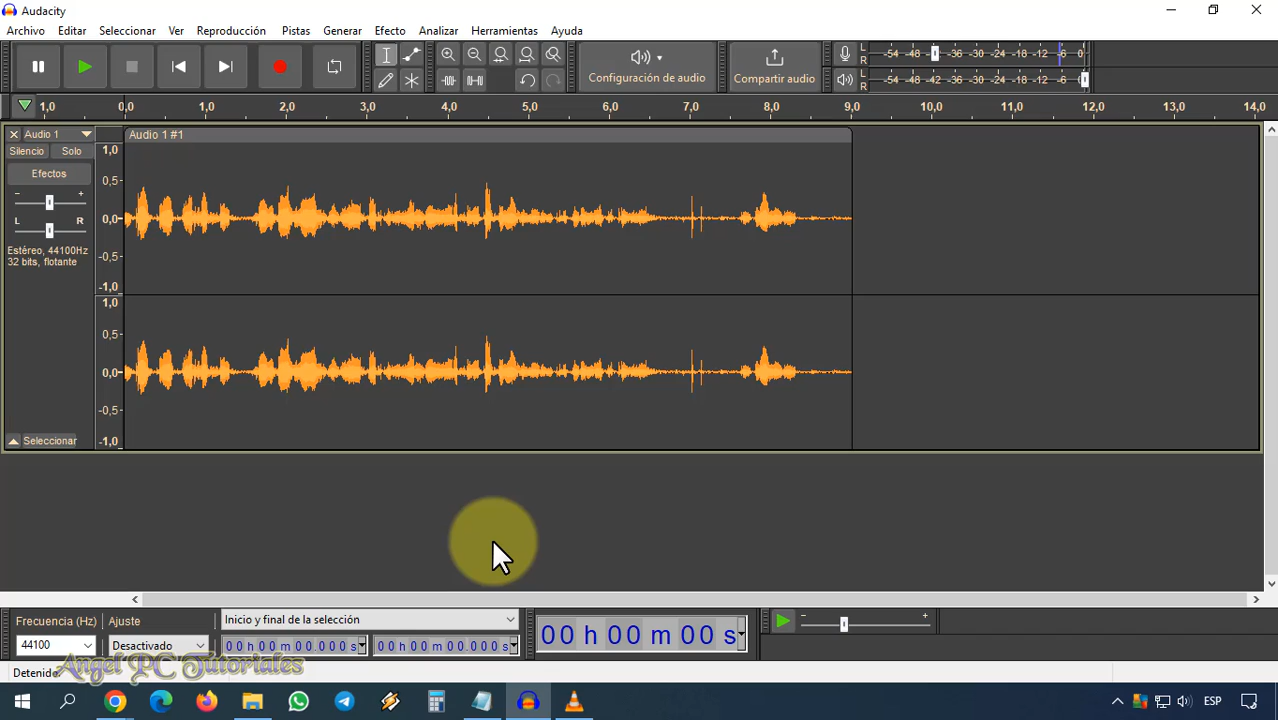 Audacity
Archivo Editar Seleccionar Ver Reproducción Pistas Generar Efecto Analizar Herramientas Ayuda
Configuración de audio
Compartir audio
L R -54 -48 -42 -36 -30 -24 -18 -12 -6 0
L R -54 -48 -42 -36 -30 -24 -18 -12 -6 0
1,0 0,0 1,0 2,0 3,0 4,0 5,0 6,0 7,0 8,0 9,0 10,0 11,0 12,0 13,0 14,0
Audio 1
Audio 1 #1
Silencio Solo
Efectos
- +
L R
Estéreo, 44100Hz
32 bits, flotante
Seleccionar
1,0
0,5
0,0
-0,5
-1,0
1,0
0,5
0,0
-0,5
-1,0
Frecuencia (Hz) Ajuste Inicio y final de la selección
44100 Desactivado 00 h 00 m 00.000 s 00 h 00 m 00.000 s
00 h 00 m 00 s
- +
Detenido.
Angel PC Tutoriales
ESP